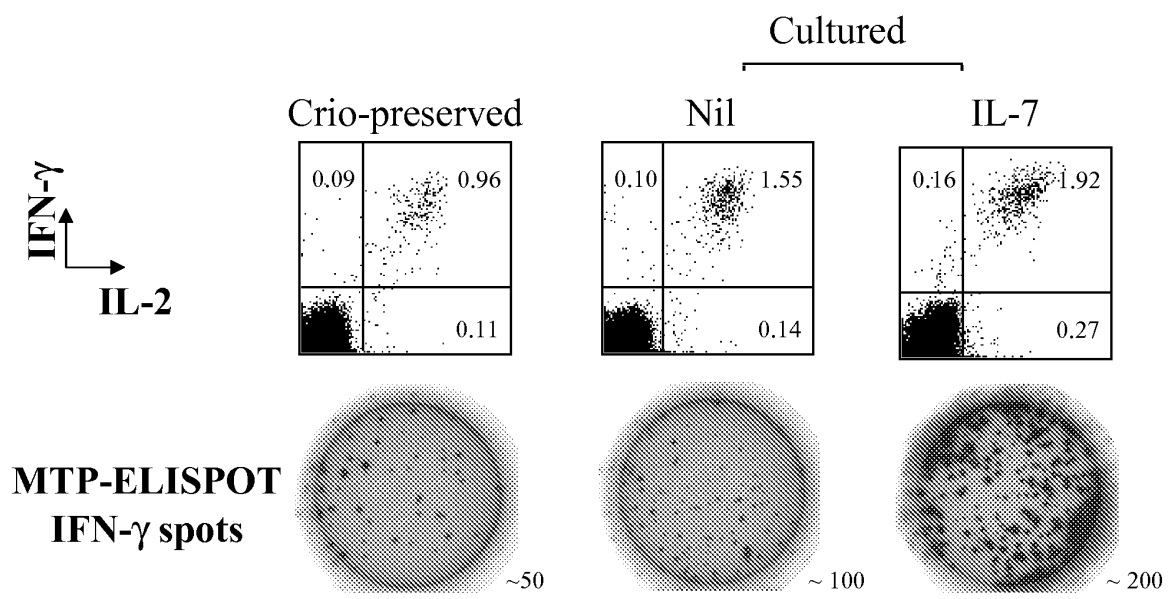 Cultured
Crio-preserved
Nil
IL-7
IFN-γ
IL-2
0.09
0.96
0.11
0.10
1.55
0.14
0.16
1.92
0.27
MTP-ELISPOT
IFN-γ spots
~50
~ 100
~ 200